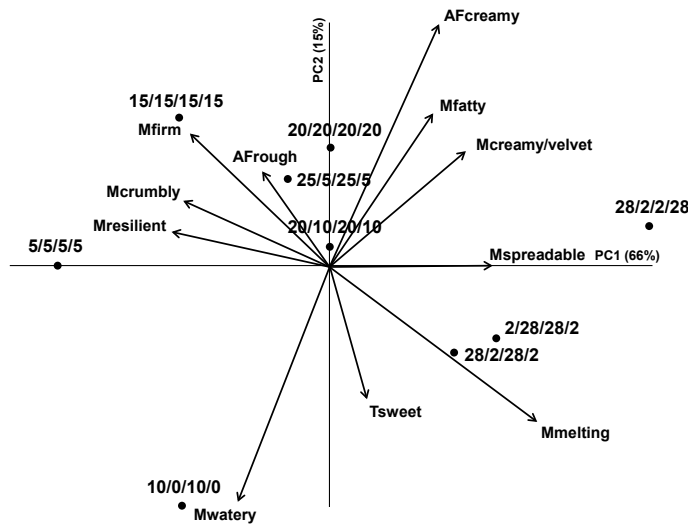 AFcreamy
PC2 (15%)
15/15/15/15
Mfatty
Mfirm
20/20/20/20
Mcreamy/velvet
AFrough
25/5/25/5
Mcrumbly
28/2/2/28
Mresilient
20/10/20/10
5/5/5/5
Mspreadable PC1 (66%)
2/28/28/2
28/2/28/2
Tsweet
Mmelting
10/0/10/0
Mwatery